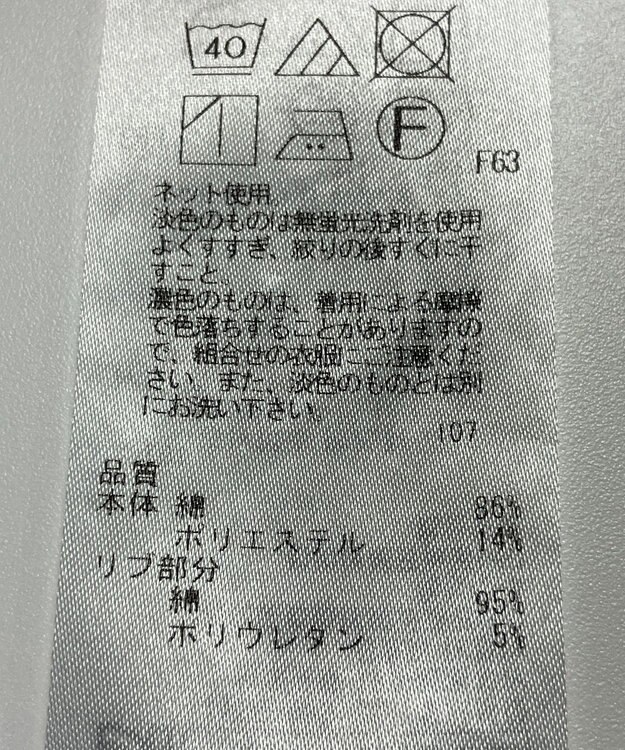 40
F
F63
ネット使用
淡色のものは無蛍光洗剤を使用
よくすすぎ、絞りの後すぐに干
すこと、
濃色のものは、着用による摩擦
で色落ちすることがありますの
で、組合せの衣服にご注意くだ
さい。また、淡色のものとは別
にお洗い下さい。
107
品質
本体 綿 86%
ポリエステル 14%
リブ部分
綿 95%
ポリウレタン 5%